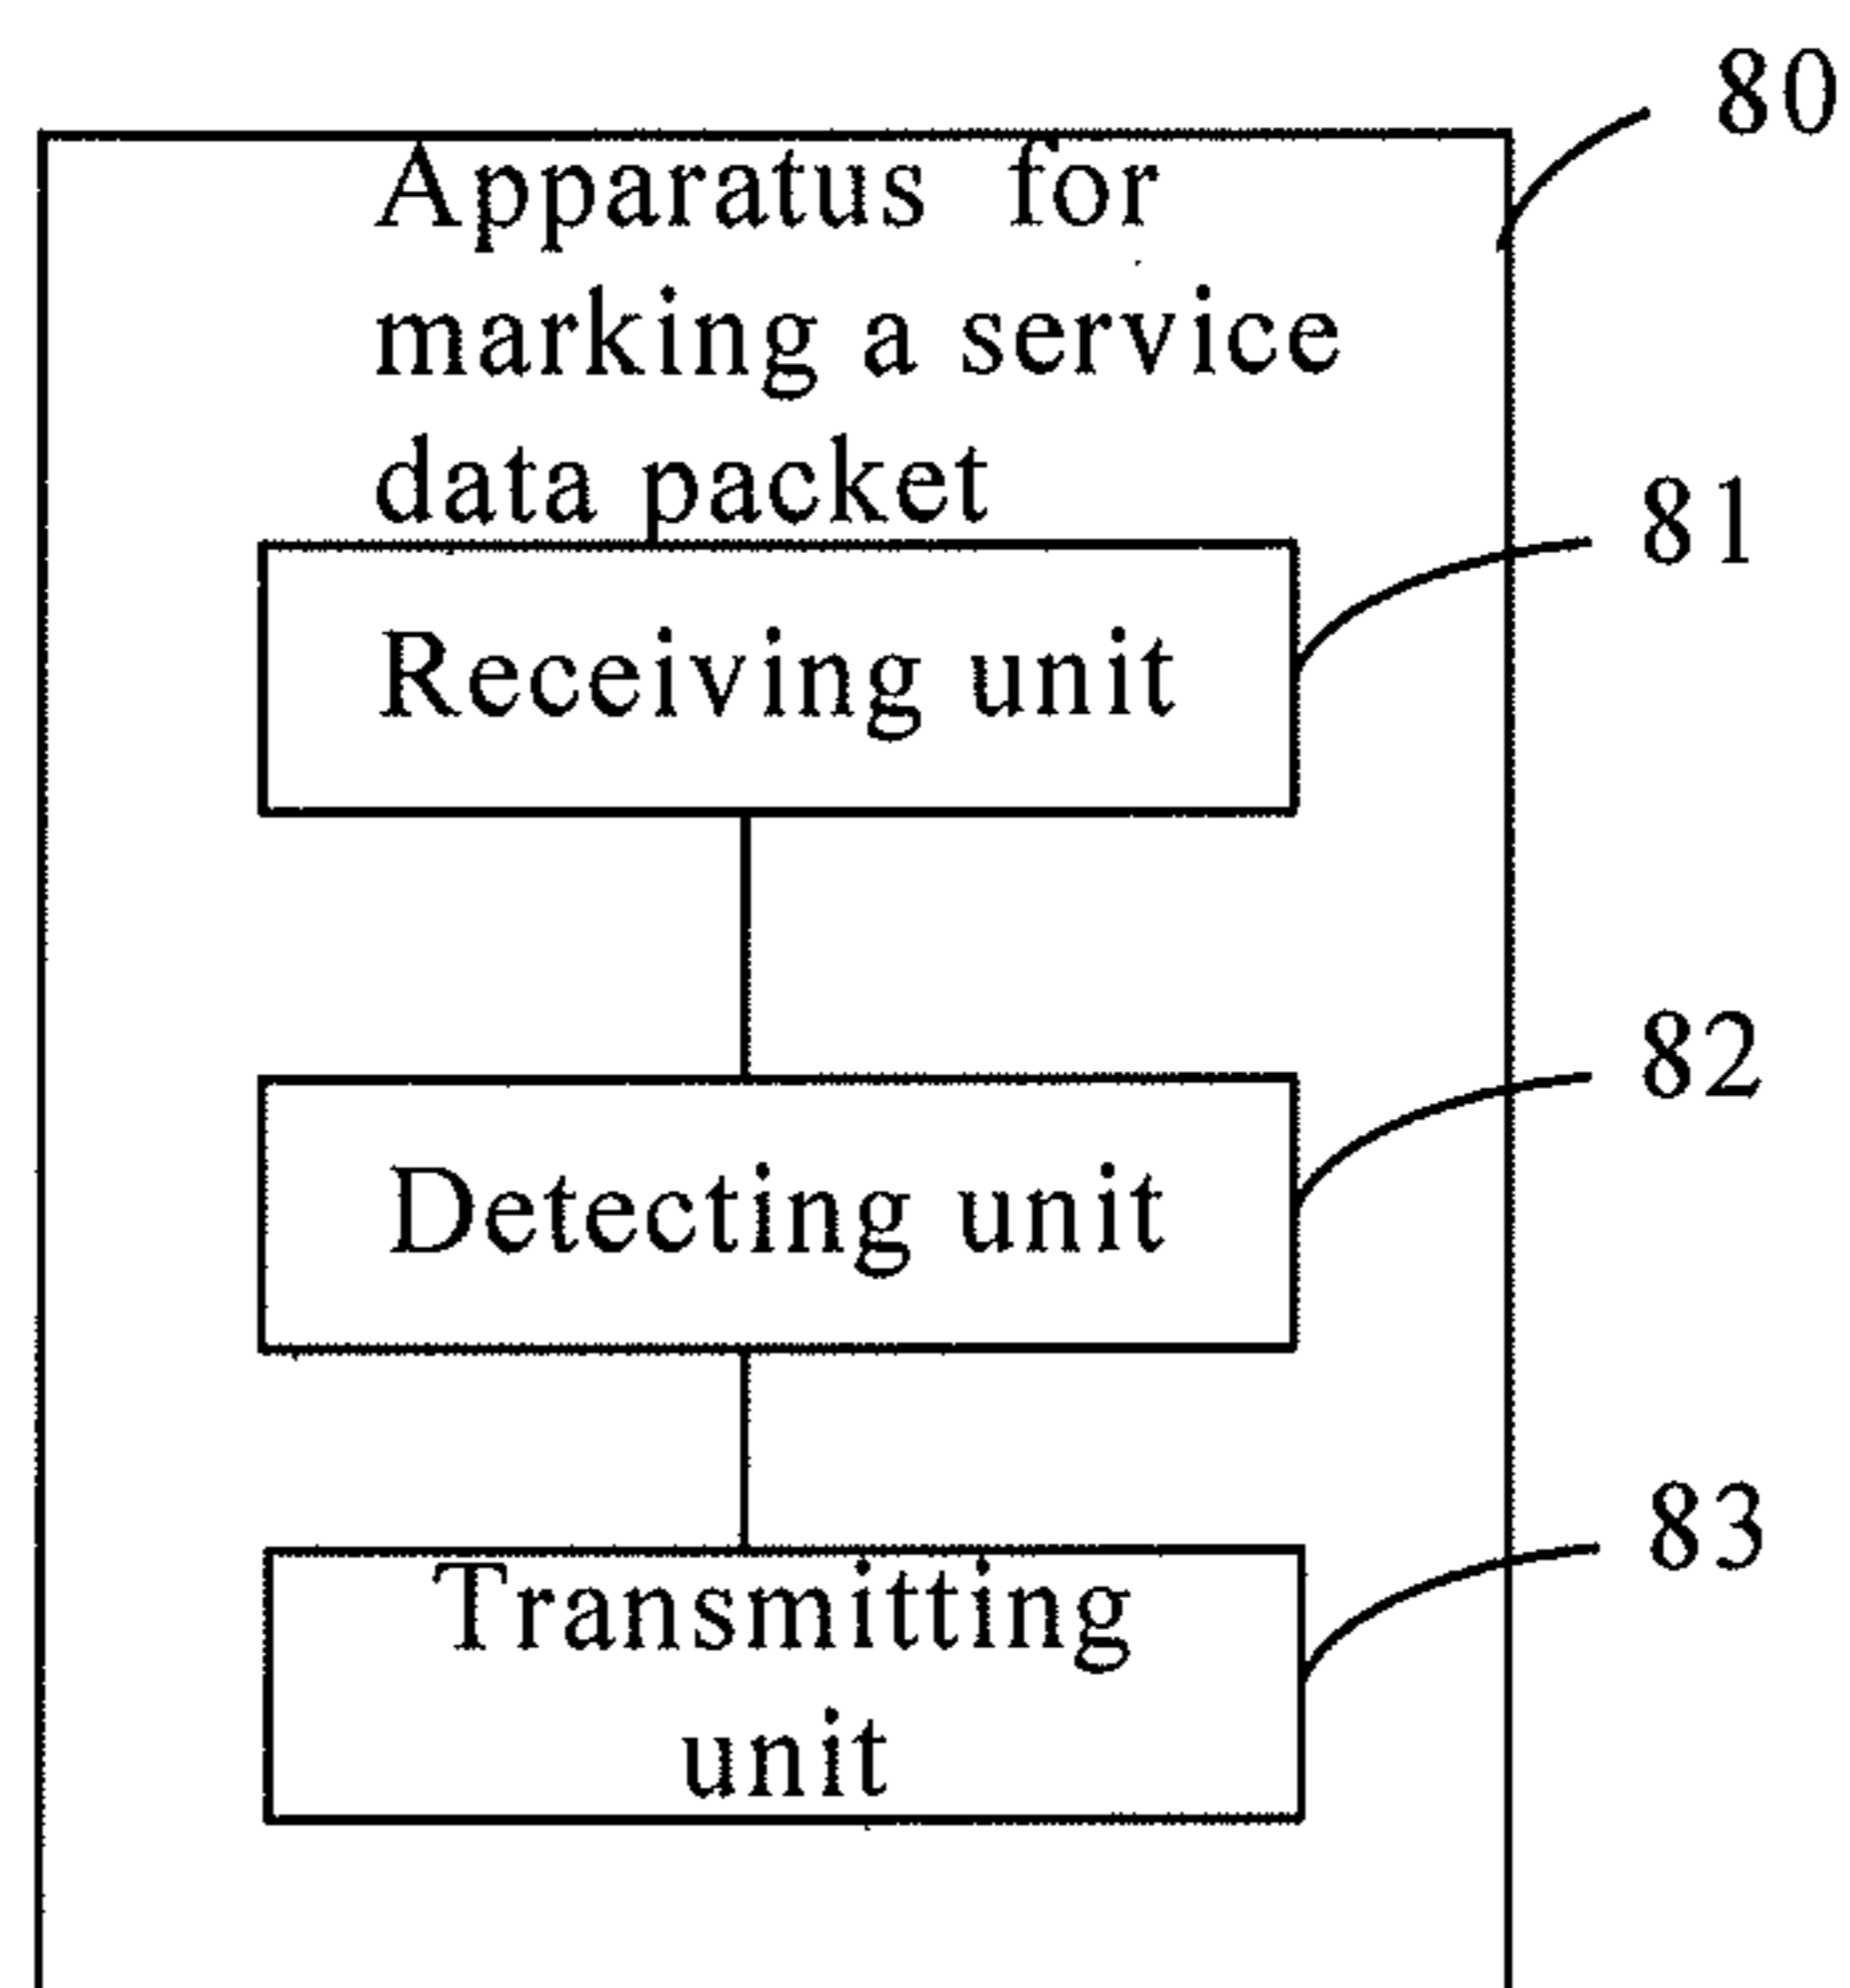 80
Apparatus for
marking a service
data packet
81
Receiving unit
82
Detecting unit
83
Transmitting
unit